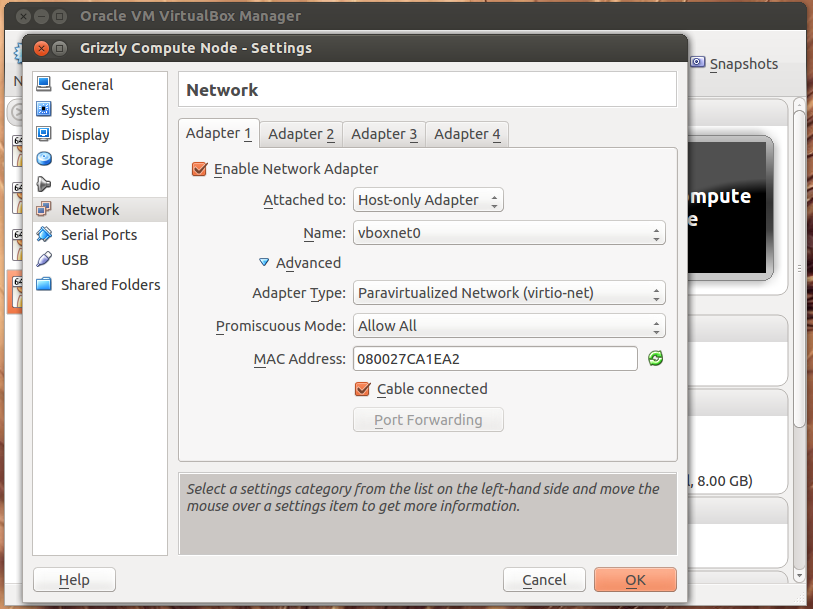 Oracle VM VirtualBox Manager
Grizzly Compute Node - Settings
Snapshots
General
System
Display
Storage
Audio
Network
Serial Ports
USB
Shared Folders
Network
Adapter 1 Adapter 2 Adapter 3 Adapter 4
Enable Network Adapter
Attached to: Host-only Adapter
Name: vboxnet0
Advanced
Adapter Type: Paravirtualized Network (virtio-net)
Promiscuous Mode: Allow All
MAC Address: 080027CA1EA2
Cable connected
Port Forwarding
Select a settings category from the list on the left-hand side and move the
mouse over a settings item to get more information.
Help Cancel OK
mpute
e
, 8.00 GB)
64
64
64
64
N